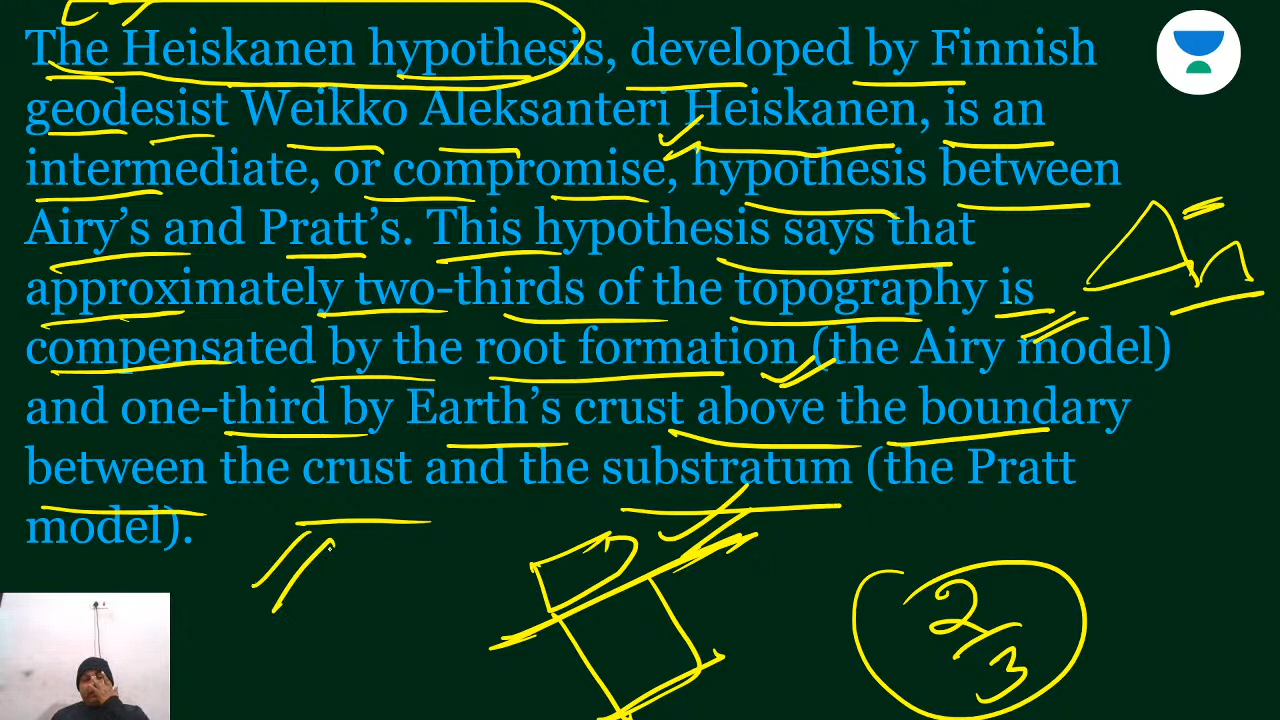 The Heiskanen hypothesis, developed by Finnish
geodesist Weikko Aleksanteri Heiskanen, is an
intermediate, or compromise, hypothesis between
Airy's and Pratt's. This hypothesis says that
approximately two-thirds of the topography is
compensated by the root formation (the Airy model)
and one-third by Earth's crust above the boundary
between the crust and the substratum (the Pratt
model).
2/3